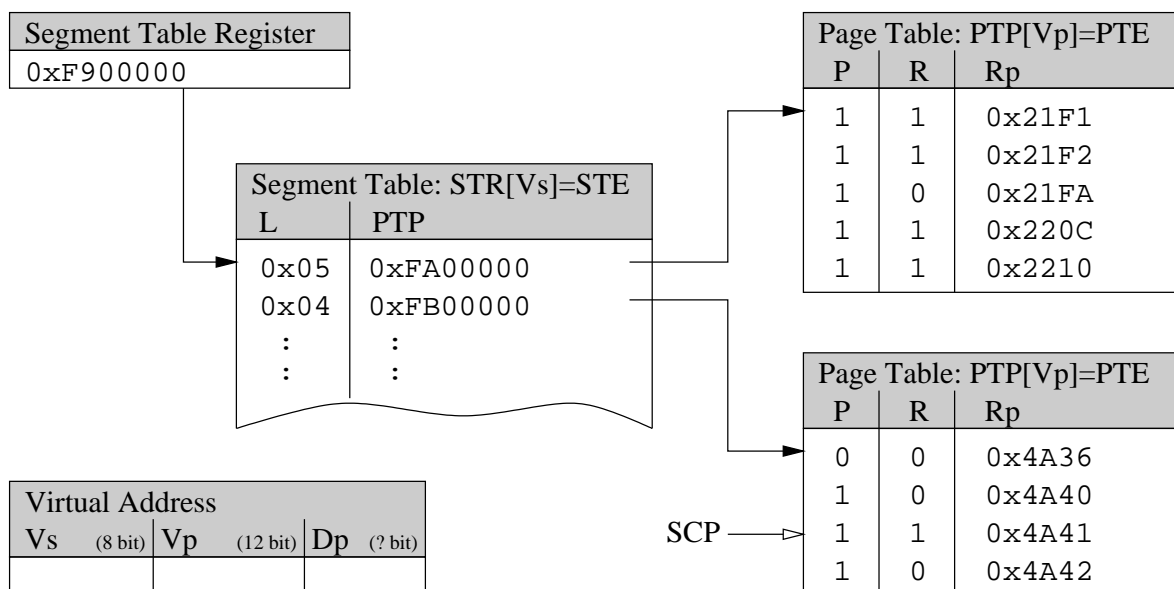 Segment Table Register
0xF900000
Segment Table: STR[Vs]=STE
L PTP
0x05 0xFA00000
0x04 0xFB00000
: :
: :
Page Table: PTP[Vp]=PTE
P R Rp
1 1 0x21F1
1 1 0x21F2
1 0 0x21FA
1 1 0x220C
1 1 0x2210
Page Table: PTP[Vp]=PTE
P R Rp
0 0 0x4A36
1 0 0x4A40
SCP 1 1 0x4A41
1 0 0x4A42
Virtual Address
Vs (8 bit) Vp (12 bit) Dp (? bit)